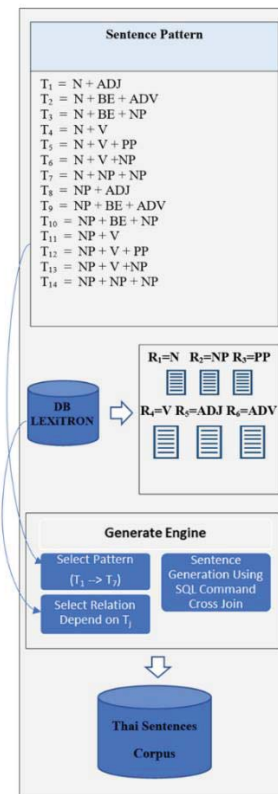 Sentence Pattern
T₁ = N + ADJ
T₂ = N + BE + ADV
T₃ = N + BE + NP
T₄ = N + V
T₅ = N + V + PP
T₆ = N + V +NP
T₇ = N + NP + NP
T₈ = NP + ADJ
T₉ = NP + BE + ADV
T₁₀ = NP + BE + NP
T₁₁ = NP + V
T₁₂ = NP + V + PP
T₁₃ = NP + V +NP
T₁₄ = NP + NP + NP
R₁=N R₂=NP R₃=PP
DB
LEXiTRON
R₄=V R₅=ADJ R₆=ADV
Generate Engine
Select Pattern
(T₁ --> T₇)
Select Relation
Depend on Tⱼ
Sentence
Generation Using
SQL Command
Cross Join
Thai Sentences
Corpus